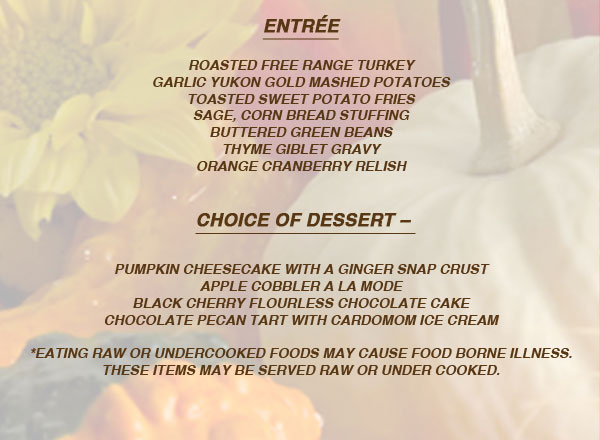 ENTRÉE
ROASTED FREE RANGE TURKEY
GARLIC YUKON GOLD MASHED POTATOES
TOASTED SWEET POTATO FRIES
SAGE, CORN BREAD STUFFING
BUTTERED GREEN BEANS
THYME GIBLET GRAVY
ORANGE CRANBERRY RELISH
CHOICE OF DESSERT –
PUMPKIN CHEESECAKE WITH A GINGER SNAP CRUST
APPLE COBBLER A LA MODE
BLACK CHERRY FLOURLESS CHOCOLATE CAKE
CHOCOLATE PECAN TART WITH CARDOMOM ICE CREAM
*EATING RAW OR UNDERCOOKED FOODS MAY CAUSE FOOD BORNE ILLNESS.
THESE ITEMS MAY BE SERVED RAW OR UNDER COOKED.